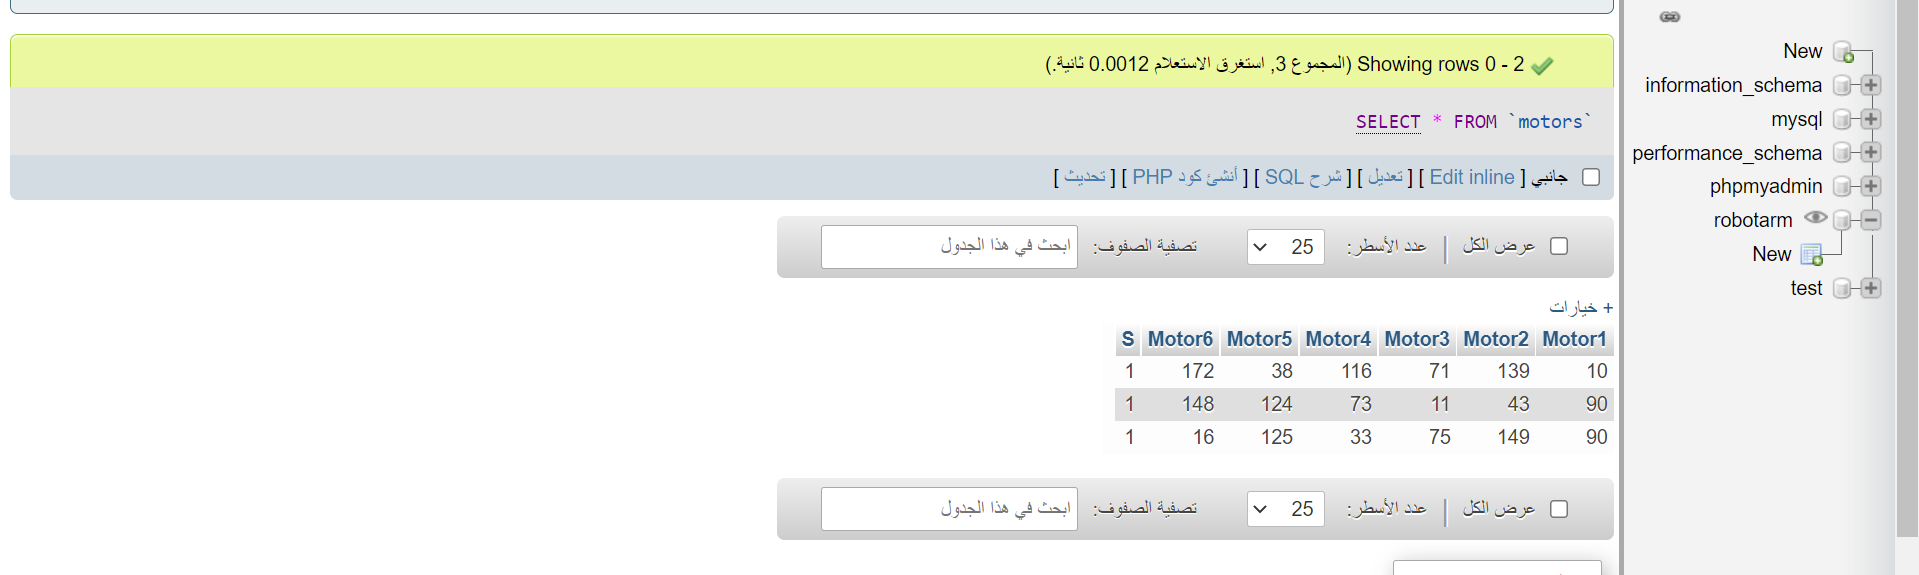 Showing rows 0 - 2 (المجموع 3, استغرق الاستعلام 0.0012 ثانية.)
SELECT * FROM `motors`
جانبي [ Edit inline ] [ تعديل ] [ شرح SQL ] [ أنشئ كود PHP ] [ تحديث ]
عرض الكل | عدد الأسطر: 25 تصفية الصفوف: ابحث في هذا الجدول
+ خيارات
Motor1 Motor2 Motor3 Motor4 Motor5 Motor6 S
10 139 71 116 38 172 1
90 43 11 73 124 148 1
90 149 75 33 125 16 1
عرض الكل | عدد الأسطر: 25 تصفية الصفوف: ابحث في هذا الجدول
New
information_schema
mysql
performance_schema
phpmyadmin
robotarm
New
test